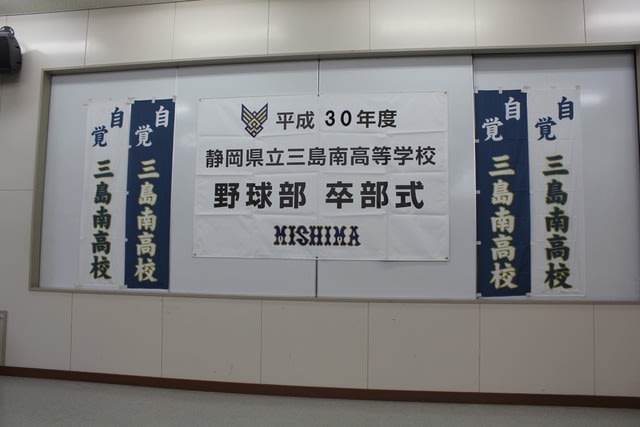 平成 30年度
静岡県立三島南高等学校
野球部 卒部式
MISHIMA
自覚
三島南高校
自覚
三島南高校
自覚
三島南高校
自覚
三島南高校